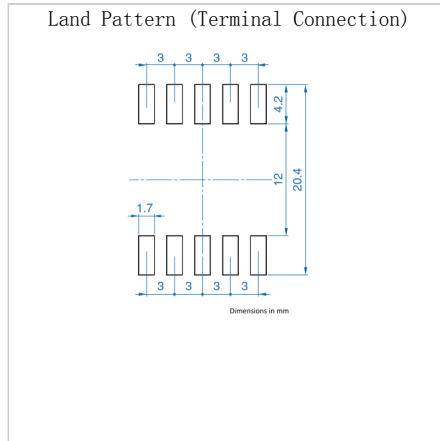 Land Pattern (Terminal Connection)
3 3 3 3
4.2
12
20.4
1.7
3 3 3 3
Dimensions in mm